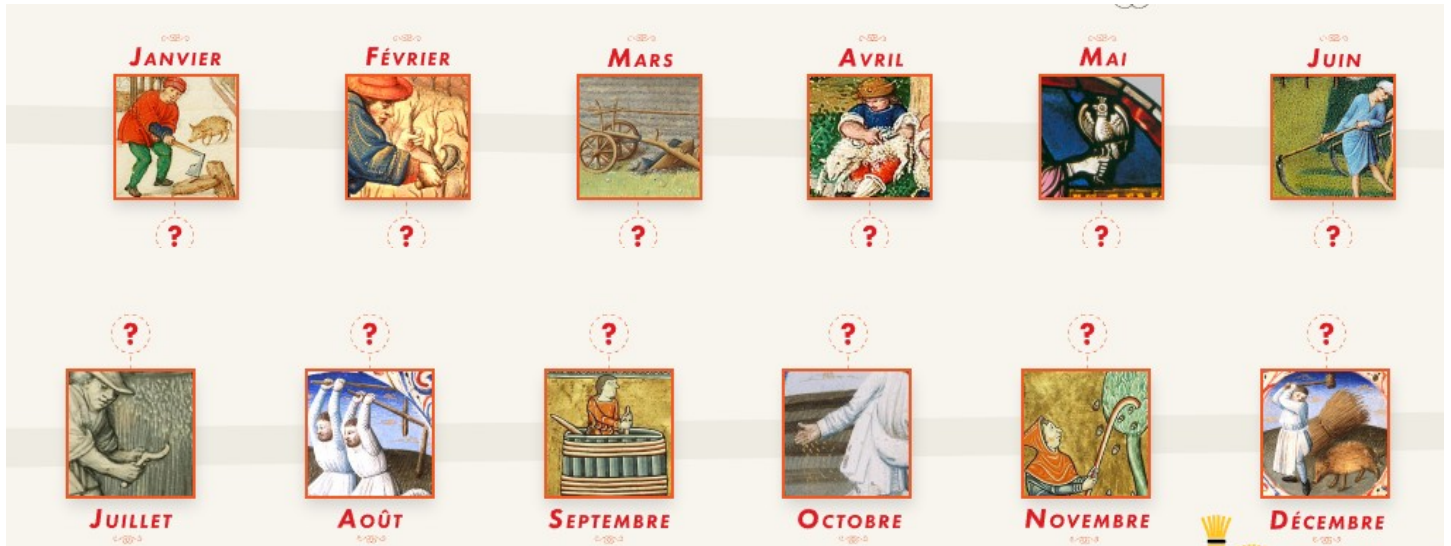 JANVIER
FÉVRIER
MARS
AVRIL
MAI
JUIN
?
?
?
?
?
?
?
?
?
?
?
?
JUILLET
AOÛT
SEPTEMBRE
OCTOBRE
NOVEMBRE
DÉCEMBRE